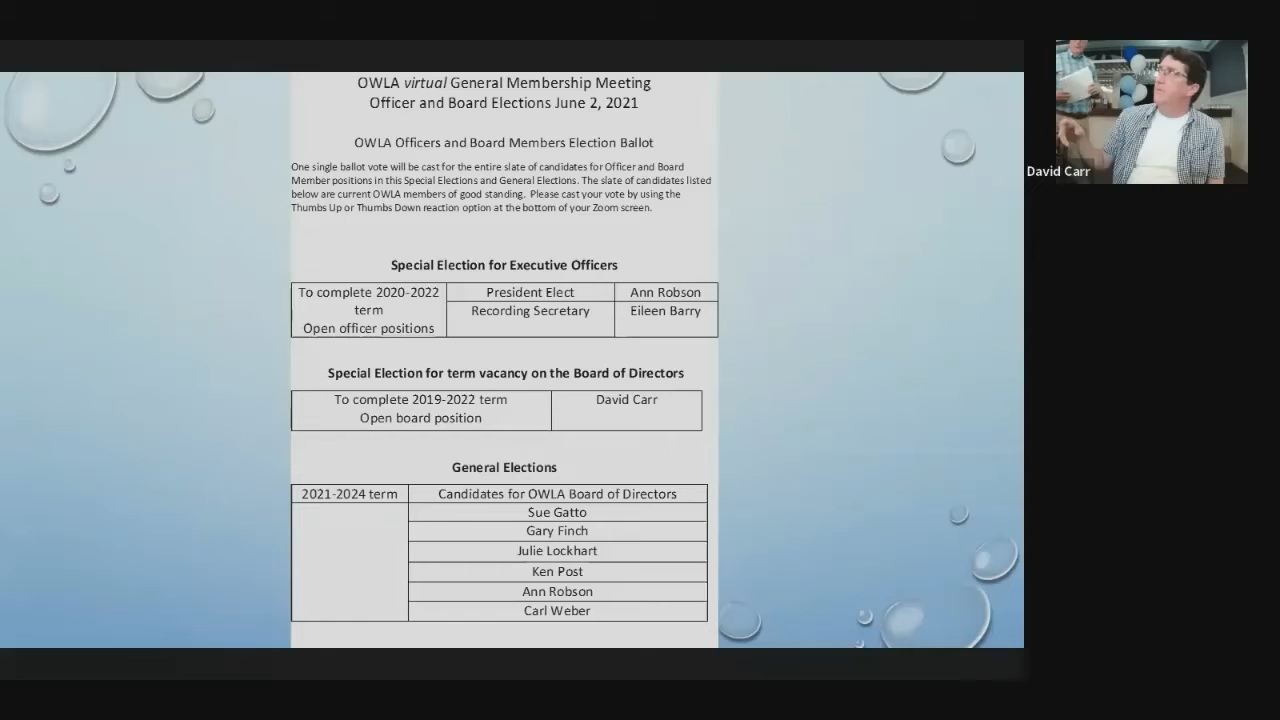 OWLA virtual General Membership Meeting
Officer and Board Elections June 2, 2021
OWLA Officers and Board Members Election Ballot
One single ballot vote will be cast for the entire slate of candidates for Officer and Board
Member positions in this Special Elections and General Elections. The slate of candidates listed
below are current OWLA members of good standing. Please cast your vote by using the
Thumbs Up or Thumbs Down reaction option at the bottom of your Zoom screen.
Special Election for Executive Officers
To complete 2020-2022
term
Open officer positions
President Elect
Ann Robson
Recording Secretary
Eileen Barry
Special Election for term vacancy on the Board of Directors
To complete 2019-2022 term
Open board position
David Carr
General Elections
2021-2024 term
Candidates for OWLA Board of Directors
Sue Gatto
Gary Finch
Julie Lockhart
Ken Post
Ann Robson
Carl Weber
David Carr